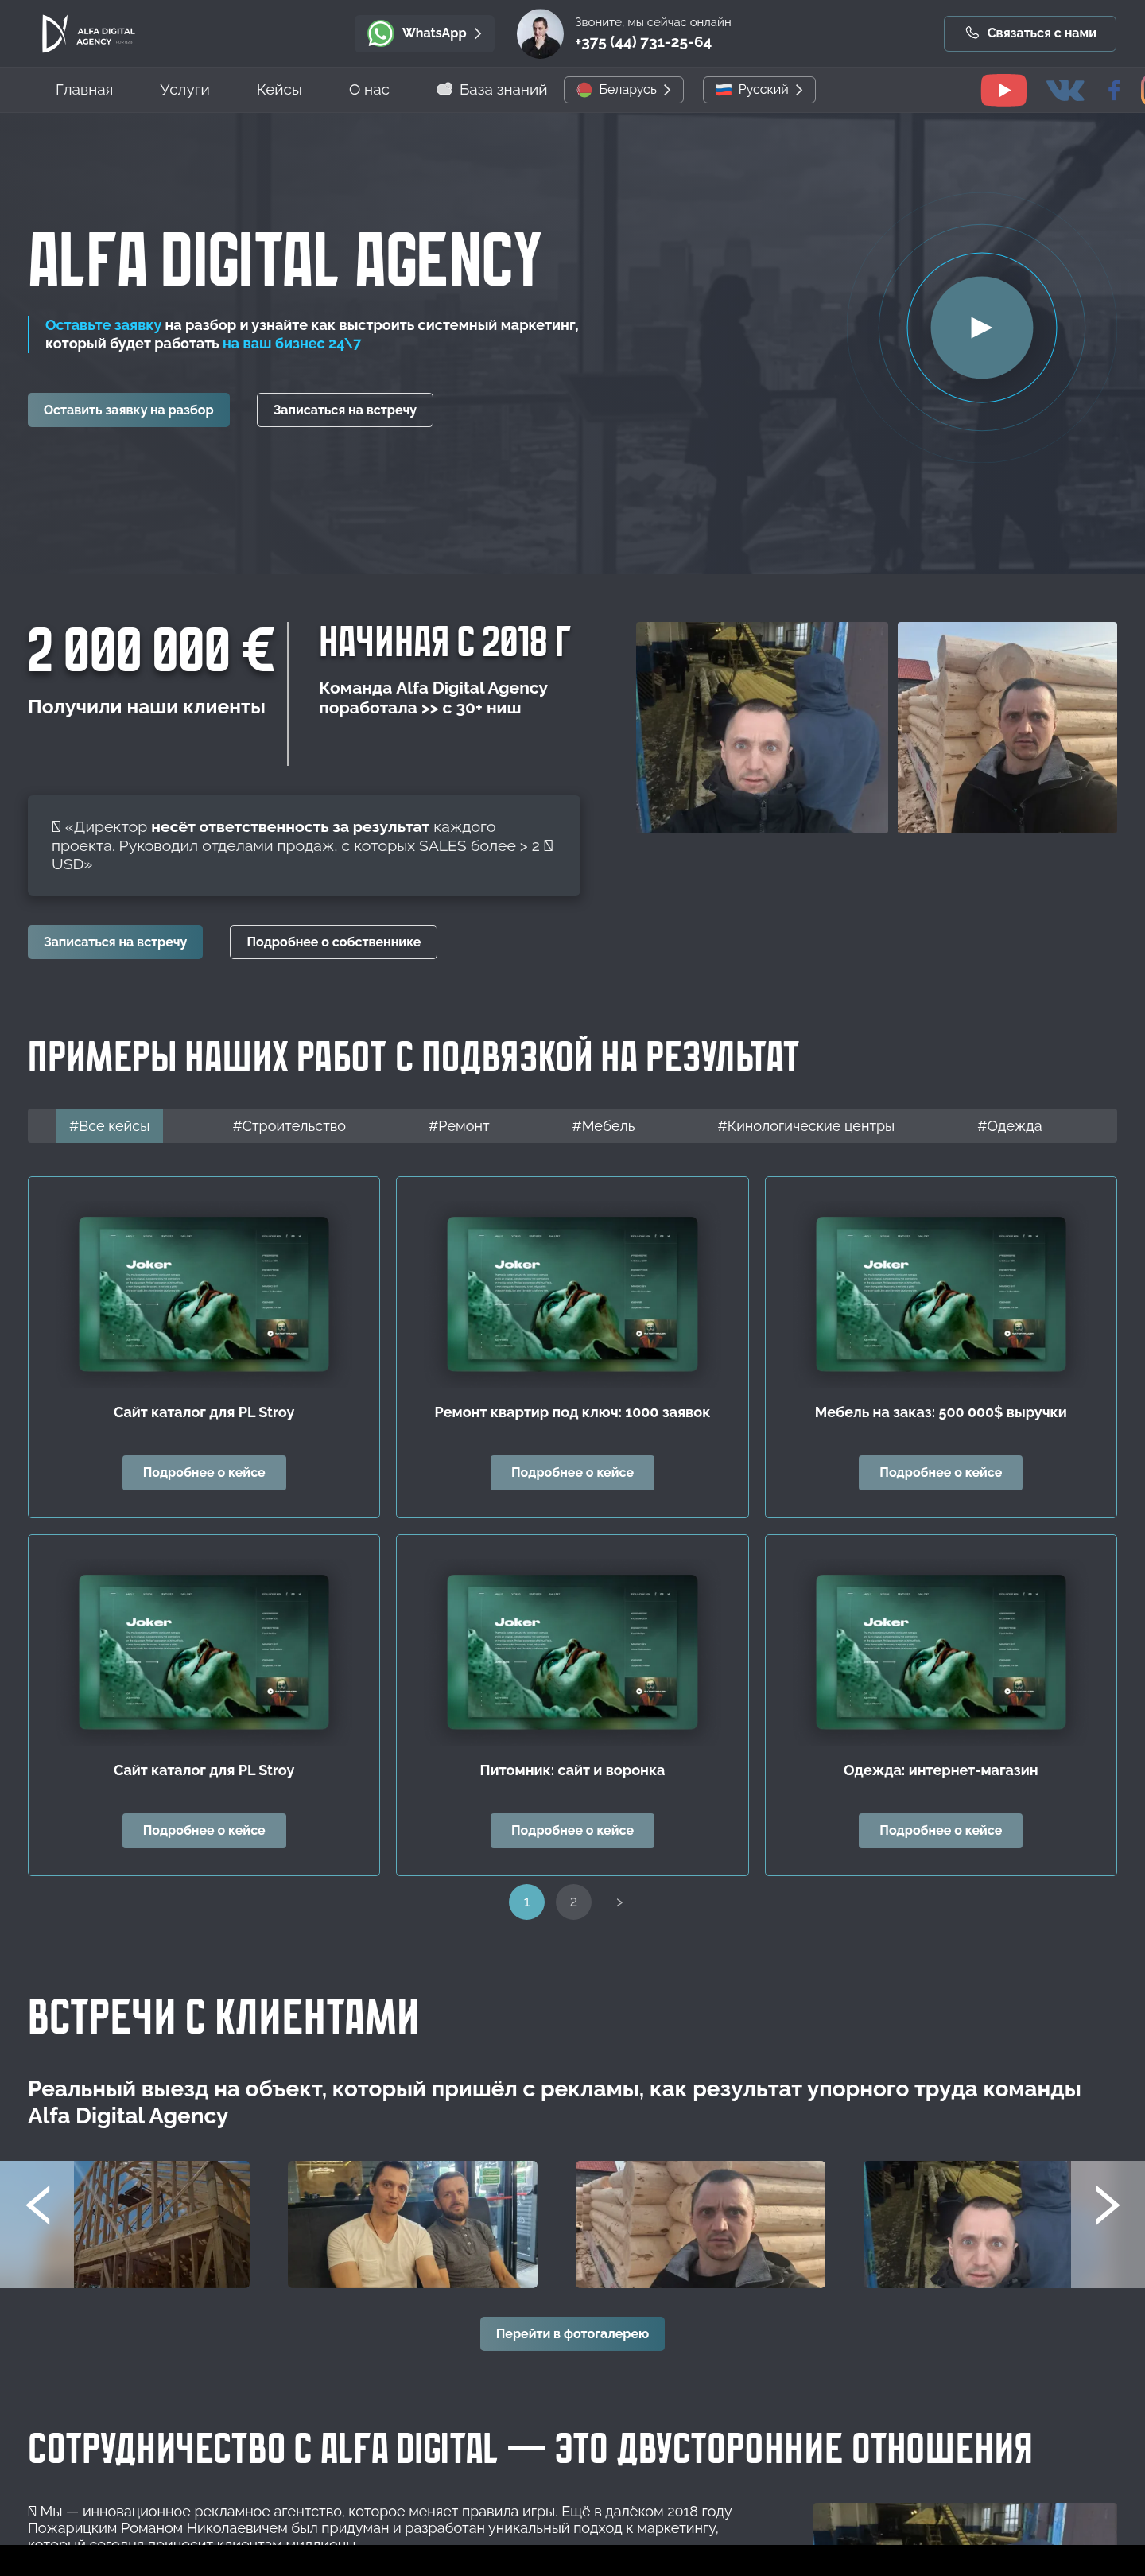 ALFA DIGITAL
AGENCY
WhatsApp
Звоните, мы сейчас онлайн
+375 (44) 731-25-64
Связаться с нами
Главная
Услуги
Кейсы
О нас
База знаний
Беларусь
Русский
ALFA DIGITAL AGENCY
Оставьте заявку на разбор и узнайте как выстроить системный маркетинг,
который будет работать на ваш бизнес 24\7
Оставить заявку на разбор
Записаться на встречу
2 000 000 €
Получили наши клиенты
НАЧИНАЯ С 2018 Г
Команда Alfa Digital Agency
поработала >> с 30+ ниш
«Директор несёт ответственность за результат каждого
проекта. Руководил отделами продаж, с которых SALES более > 2
USD»
Записаться на встречу
Подробнее о собственнике
ПРИМЕРЫ НАШИХ РАБОТ С ПОДВЯЗКОЙ НА РЕЗУЛЬТАТ
#Все кейсы
#Строительство
#Ремонт
#Мебель
#Кинологические центры
#Одежда
Joker
Joker
Joker
Сайт каталог для PL Stroy
Ремонт квартир под ключ: 1000 заявок
Мебель на заказ: 500 000$ выручки
Подробнее о кейсе
Подробнее о кейсе
Подробнее о кейсе
Joker
Joker
Joker
Сайт каталог для PL Stroy
Питомник: сайт и воронка
Одежда: интернет-магазин
Подробнее о кейсе
Подробнее о кейсе
Подробнее о кейсе
1
2
>
ВСТРЕЧИ С КЛИЕНТАМИ
Реальный выезд на объект, который пришёл с рекламы, как результат упорного труда команды
Alfa Digital Agency
Перейти в фотогалерею
СОТРУДНИЧЕСТВО С ALFA DIGITAL — ЭТО ДВУСТОРОННИЕ ОТНОШЕНИЯ
Мы — инновационное рекламное агентство, которое меняет правила игры. Ещё в далёком 2018 году
Пожарицким Романом Николаевичем был придуман и разработан уникальный подход к маркетингу,
который сегодня приносит клиентам миллионы